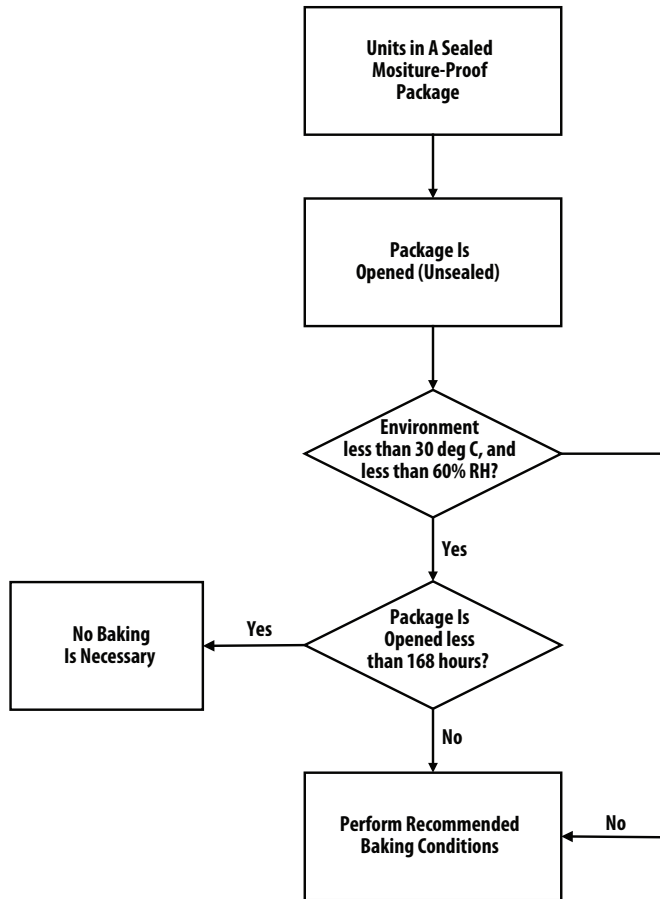 Units in A Sealed
Mositure-Proof
Package
Package Is
Opened (Unsealed)
Environment
less than 30 deg C, and
less than 60% RH?
Yes
No Baking
Is Necessary
Yes
Package Is
Opened less
than 168 hours?
No
Perform Recommended
Baking Conditions
No